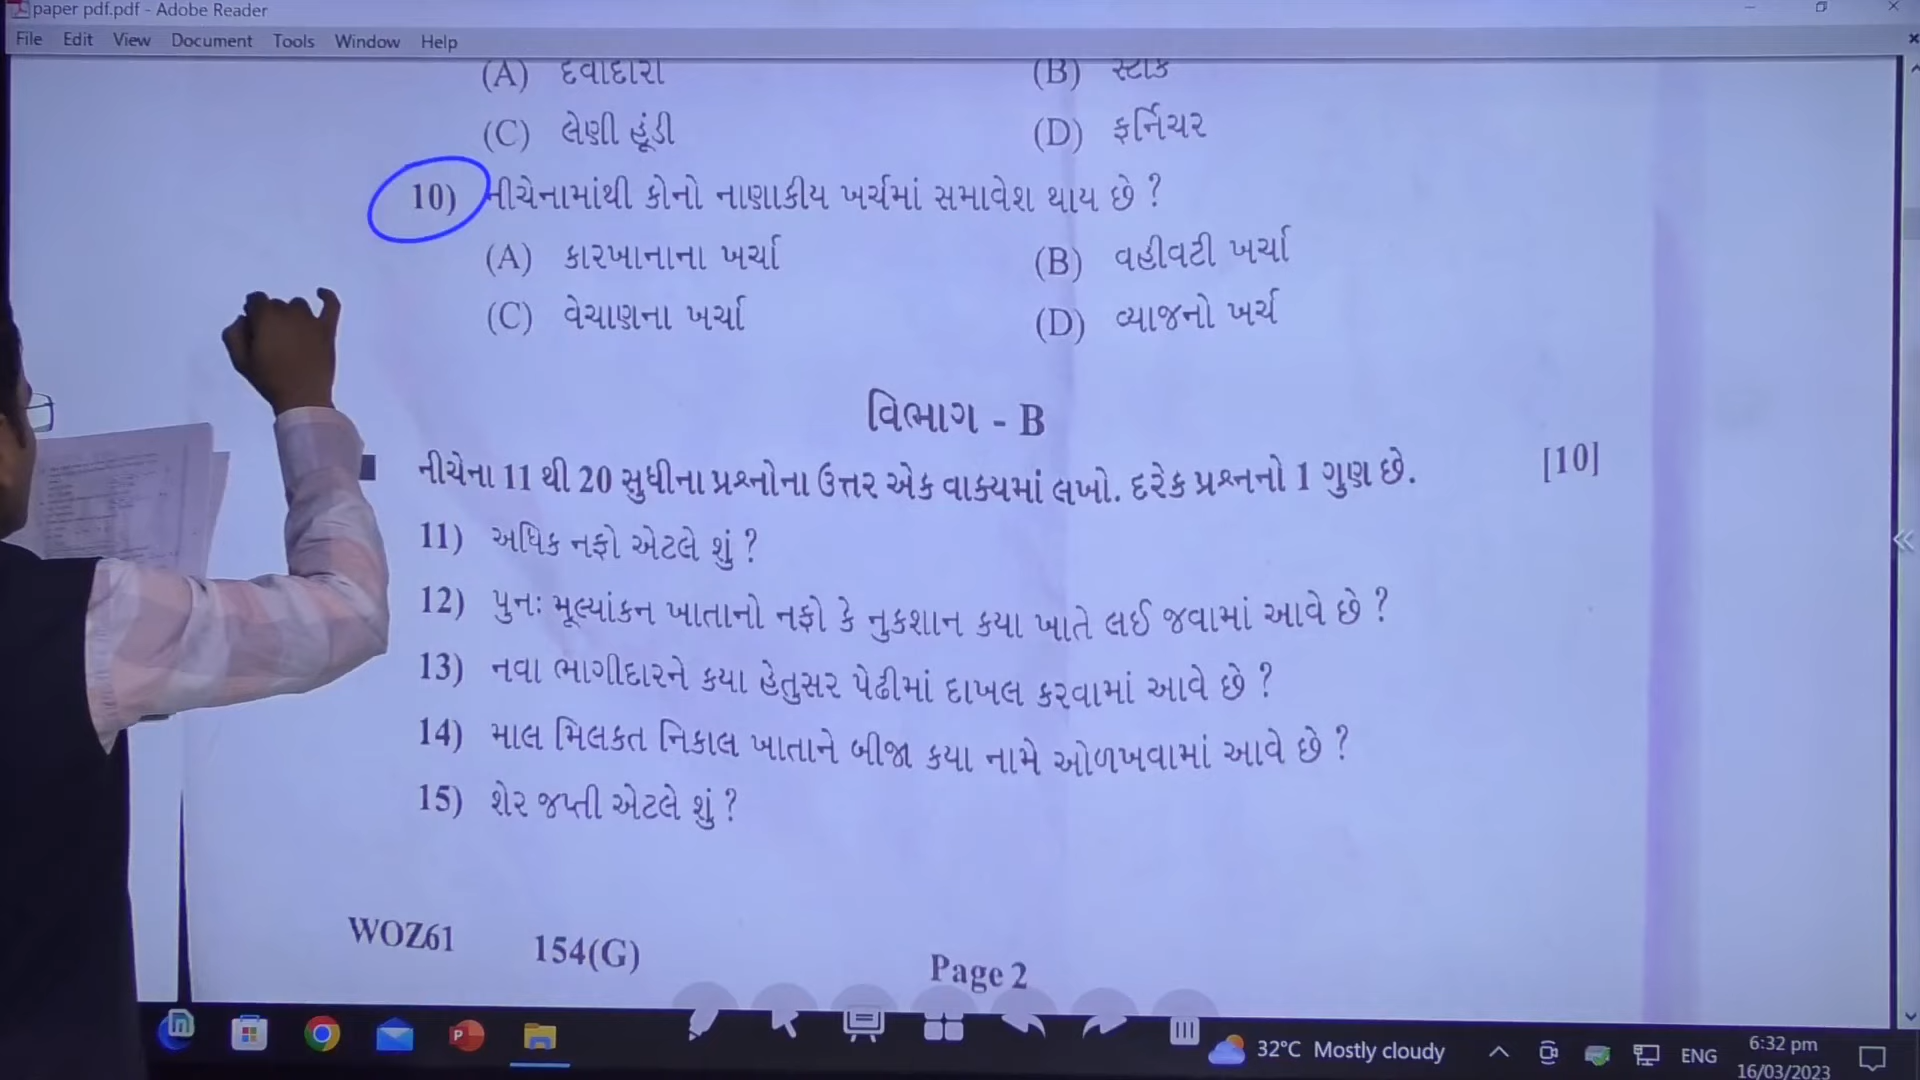 paper pdf.pdf - Adobe Reader
File Edit View Document Tools Window Help
(A) દેવાદારો (B) સ્ટોક
(C) લેણી હૂંડી (D) ફર્નિચર
10) નીચેનામાંથી કોનો નાણાકીય ખર્ચમાં સમાવેશ થાય છે ?
(A) કારખાનાના ખર્ચા (B) વહીવટી ખર્ચા
(C) વેચાણના ખર્ચા (D) વ્યાજનો ખર્ચ
વિભાગ - B
નીચેના 11 થી 20 સુધીના પ્રશ્નોના ઉત્તર એક વાક્યમાં લખો. દરેક પ્રશ્નનો 1 ગુણ છે. [10]
11) અધિક નફો એટલે શું ?
12) પુનઃ મૂલ્યાંકન ખાતાનો નફો કે નુકશાન કયા ખાતે લઈ જવામાં આવે છે ?
13) નવા ભાગીદારને કયા હેતુસર પેઢીમાં દાખલ કરવામાં આવે છે ?
14) માલ મિલકત નિકાલ ખાતાને બીજા કયા નામે ઓળખવામાં આવે છે ?
15) શેર જપ્તી એટલે શું ?
WOZ61 154(G) Page 2
32°C Mostly cloudy ENG 6:32 pm
16/03/2023